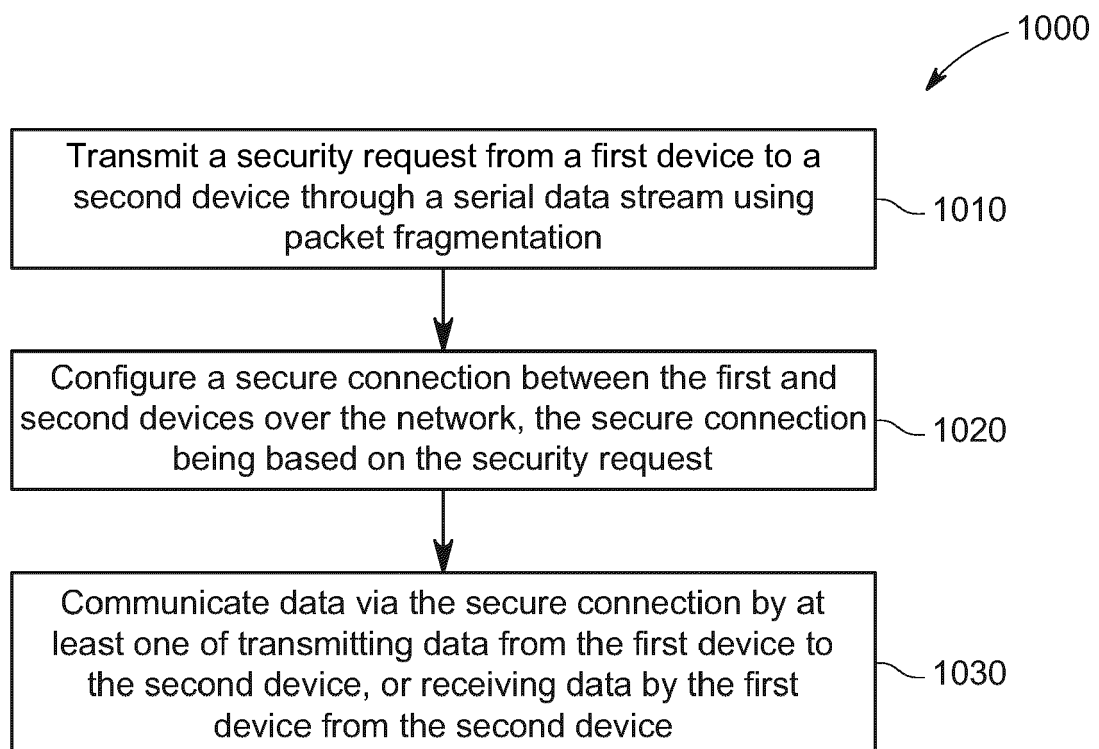 1000
Transmit a security request from a first device to a
second device through a serial data stream using
packet fragmentation
1010
Configure a secure connection between the first and
second devices over the network, the secure connection
being based on the security request
1020
Communicate data via the secure connection by at
least one of transmitting data from the first device to
the second device, or receiving data by the first
device from the second device
1030